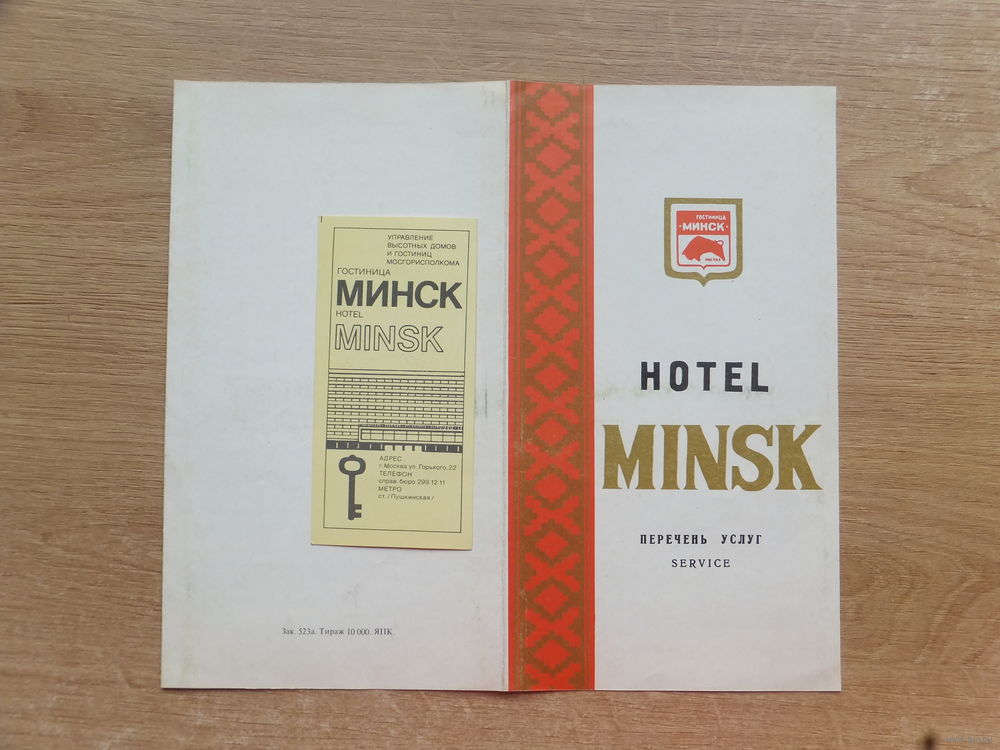 УПРАВЛЕНИЕ
ВЫСОТНЫХ ДОМОВ
И ГОСТИНИЦ
МОСГОРИСПОЛКОМА
ГОСТИНИЦА
МИНСК
HOTEL
MINSK
АДРЕС
г. Москва ул. Горького, 22
ТЕЛЕФОН
справ. бюро 299 12 11
МЕТРО
ст. /Пушкинская/
Зак. 523а. Тираж 10 000. ЯПК.
ГОСТИНИЦА
·МИНСК·
МОСКВА
HOTEL
MINSK
ПЕРЕЧЕНЬ УСЛУГ
SERVICE